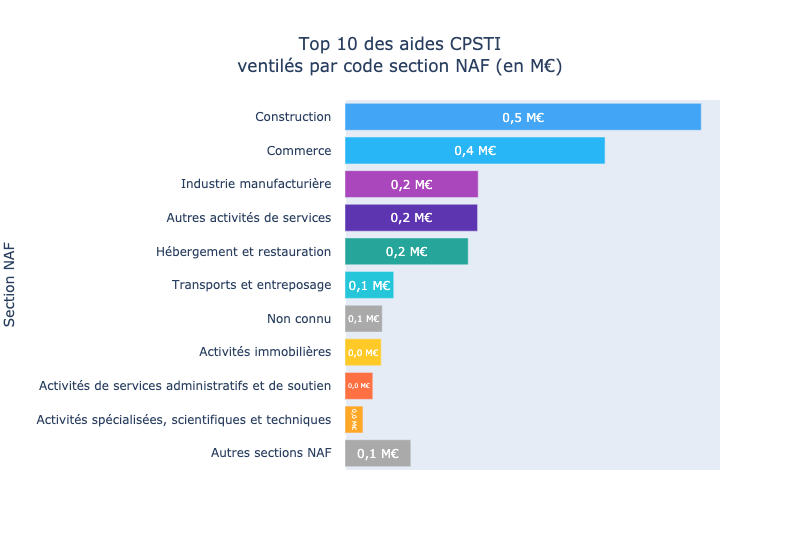 Top 10 des aides CPSTI
ventilés par code section NAF (en M€)
Section NAF
Construction 0,5 M€
Commerce 0,4 M€
Industrie manufacturière 0,2 M€
Autres activités de services 0,2 M€
Hébergement et restauration 0,2 M€
Transports et entreposage 0,1 M€
Non connu 0,1 M€
Activités immobilières 0,0 M€
Activités de services administratifs et de soutien 0,0 M€
Activités spécialisées, scientifiques et techniques 0,0 M€
Autres sections NAF 0,1 M€